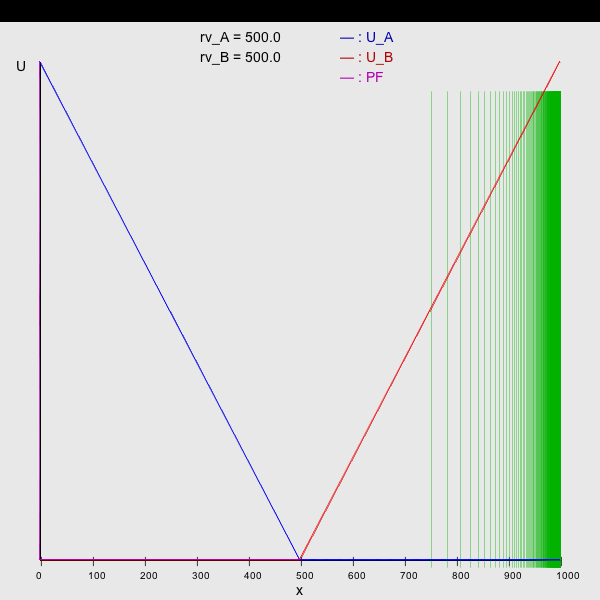 rv_A = 500.0 — : U_A
rv_B = 500.0 — : U_B
— : PF
U
0 100 200 300 400 500 600 700 800 900 1000
x